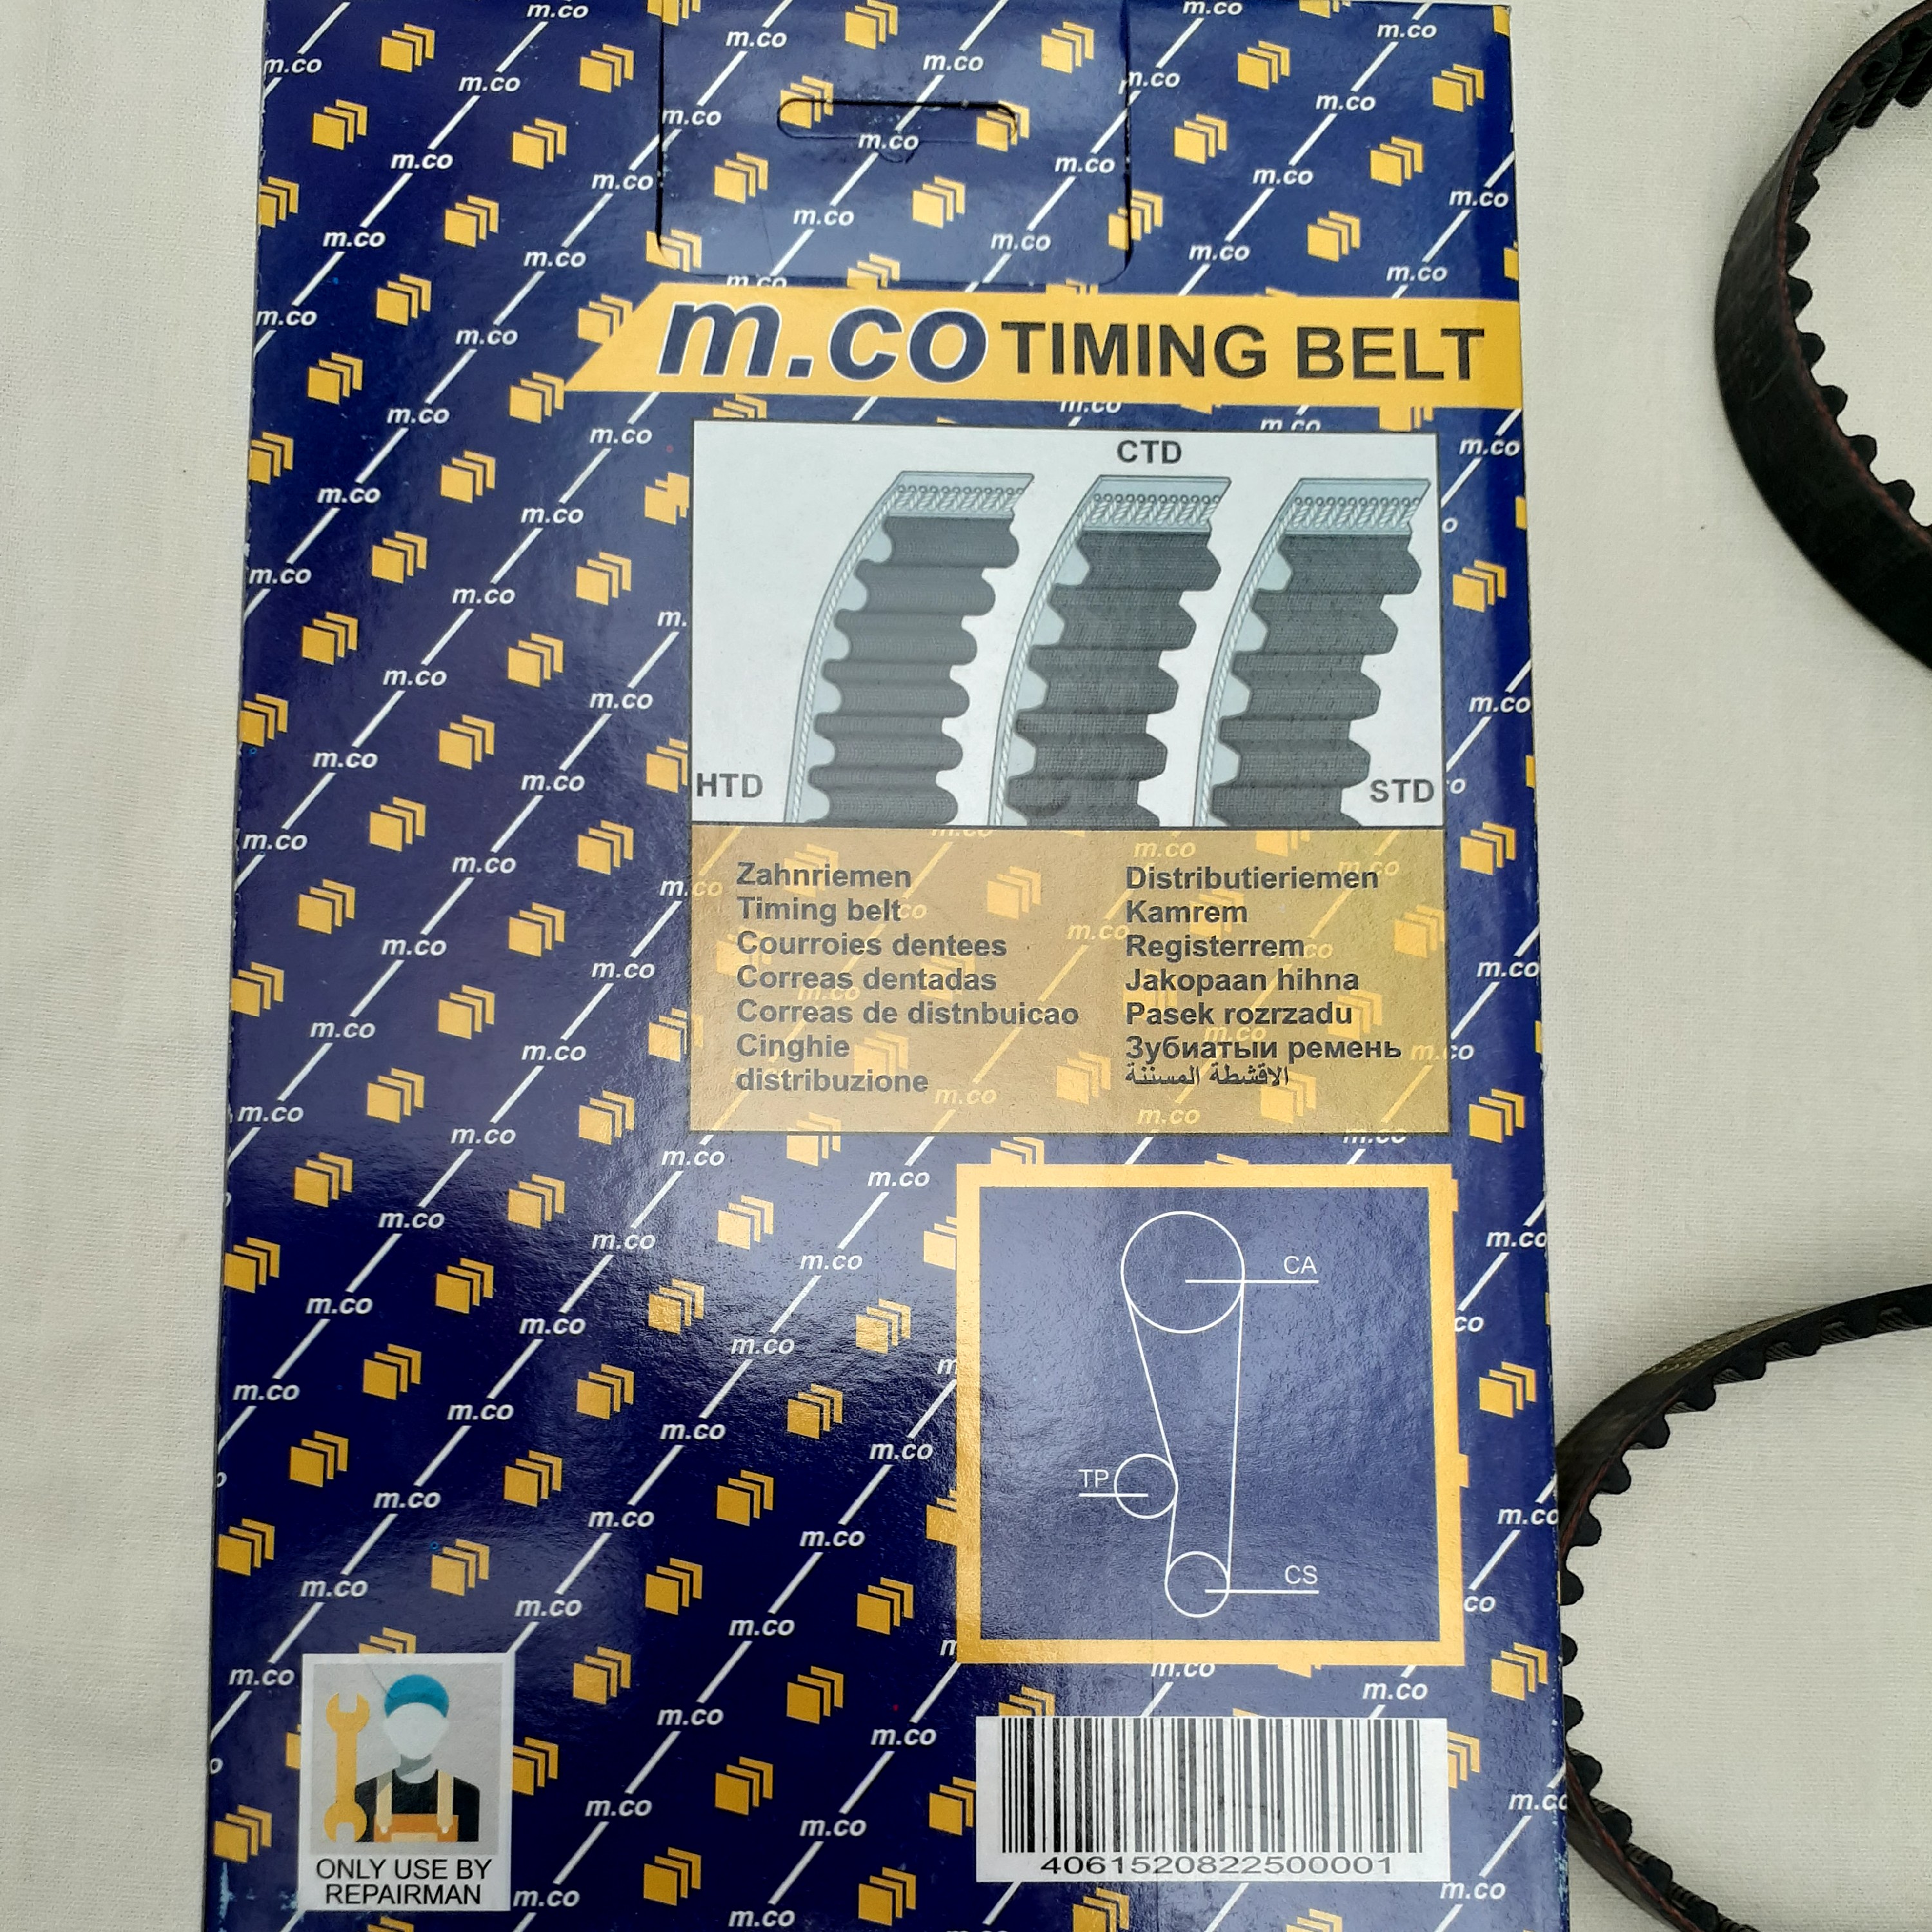 m.co TIMING BELT
CTD
HTD
STD
Zahnriemen
Timing belt
Courroies dentees
Correas dentadas
Correas de distnbuicao
Cinghie
distribuzione
Distributieriemen
Kamrem
Registerrem
Jakopaan hihna
Pasek rozrzadu
Зубиатыи ремень
الاقشطة المسننة
CA
TP
CS
ONLY USE BY
REPAIRMAN
4061520822500001